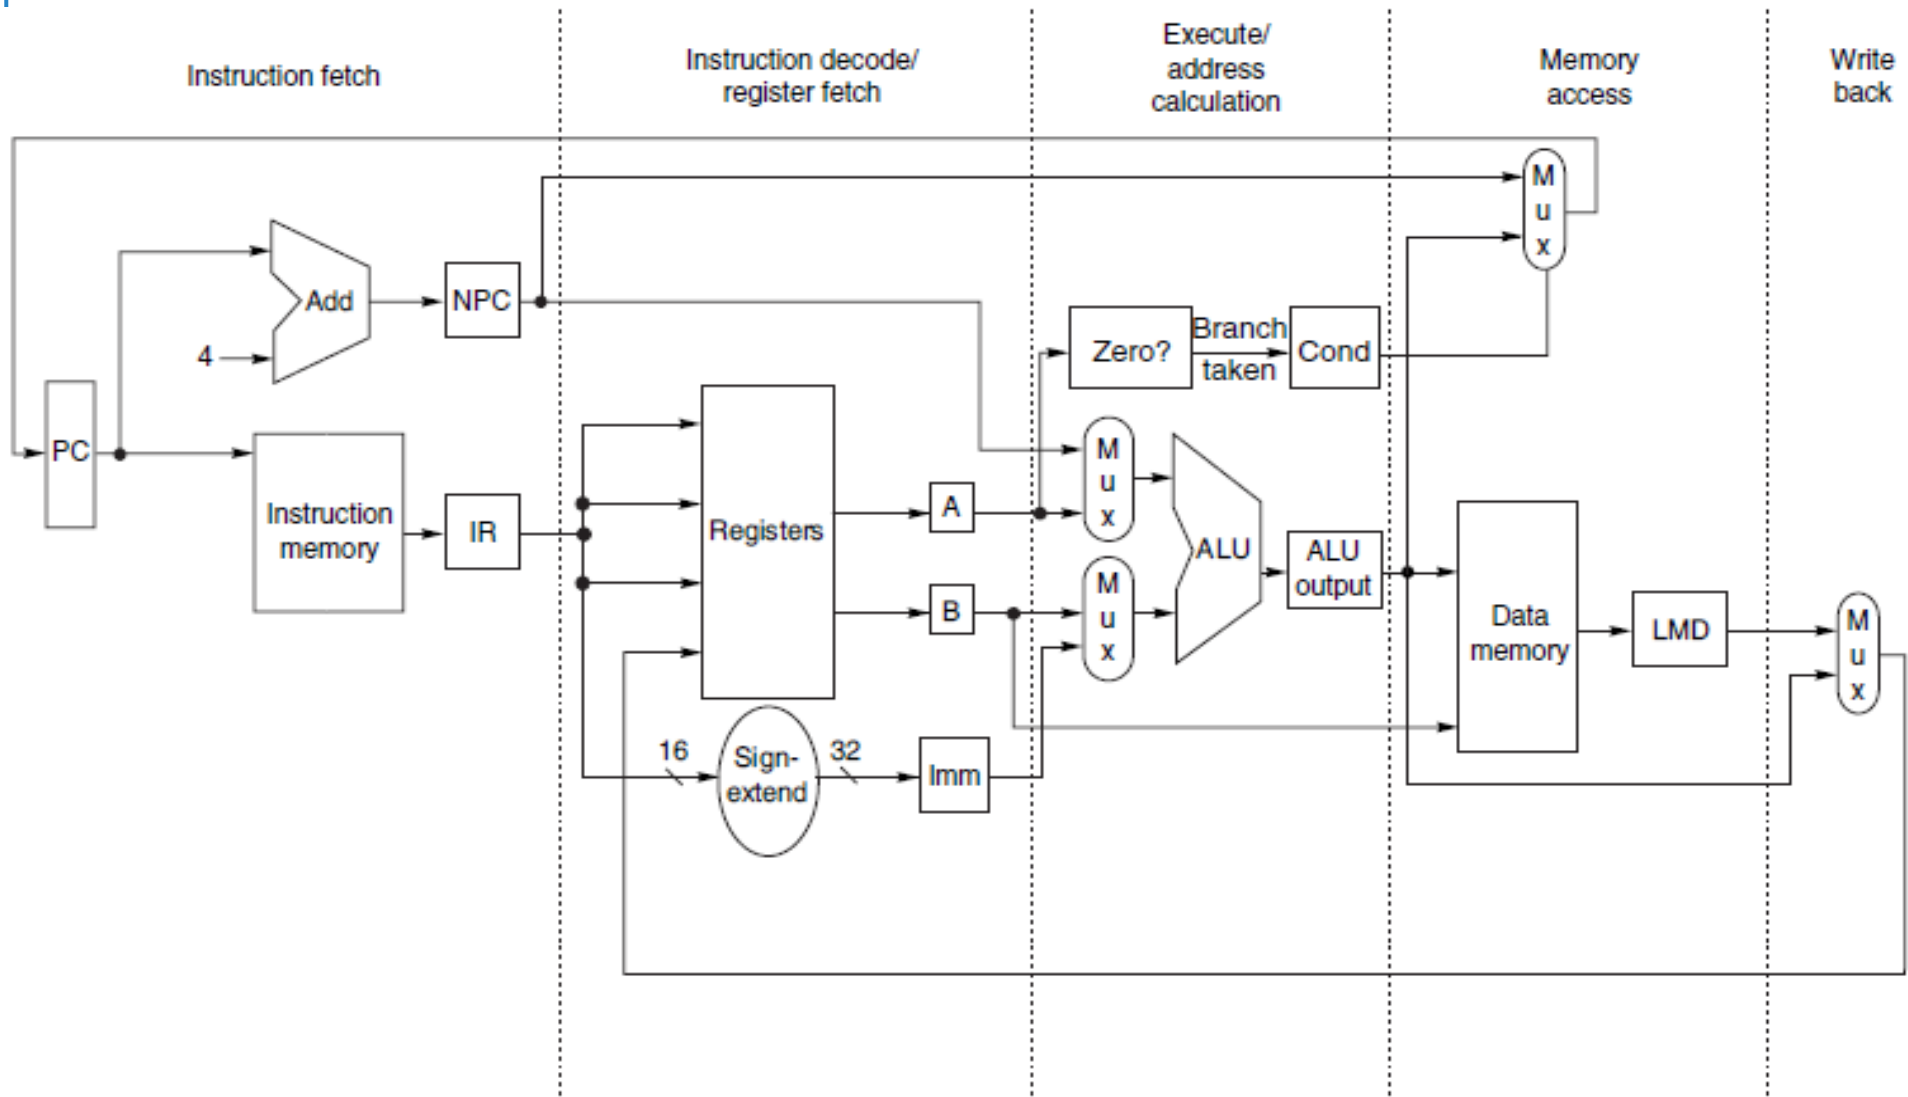 Instruction fetch
Instruction decode/
register fetch
Execute/
address
calculation
Memory
access
Write
back
M
u
x
Add
NPC
4
PC
Instruction
memory
IR
Registers
A
B
16
Sign-
extend
32
Imm
Zero?
Branch
taken
Cond
M
u
x
M
u
x
ALU
ALU
output
Data
memory
LMD
M
u
x